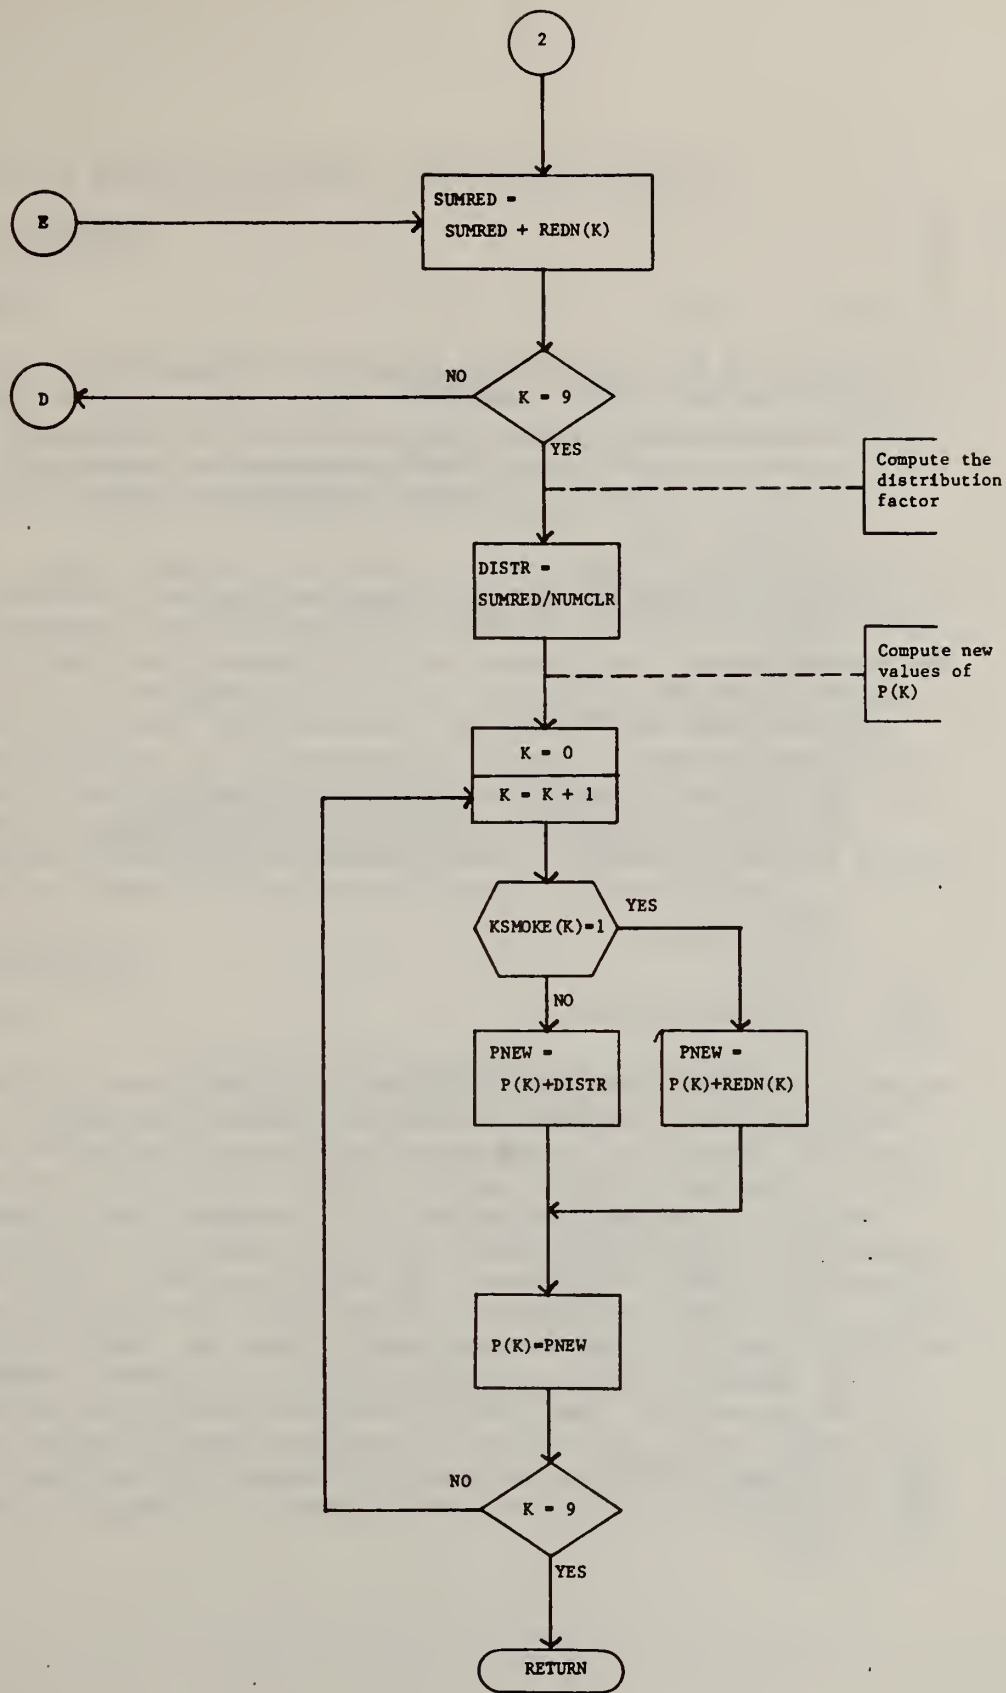 2
E
SUMRED =
SUMRED + REDN(K)
NO
D
K = 9
YES
Compute the
distribution
factor
DISTR =
SUMRED/NUMCLR
Compute new
values of
P(K)
K = 0
K = K + 1
KSMOKE(K)=1
YES
NO
PNEW =
P(K)+DISTR
PNEW =
P(K)+REDN(K)
P(K)=PNEW
NO
K = 9
YES
RETURN